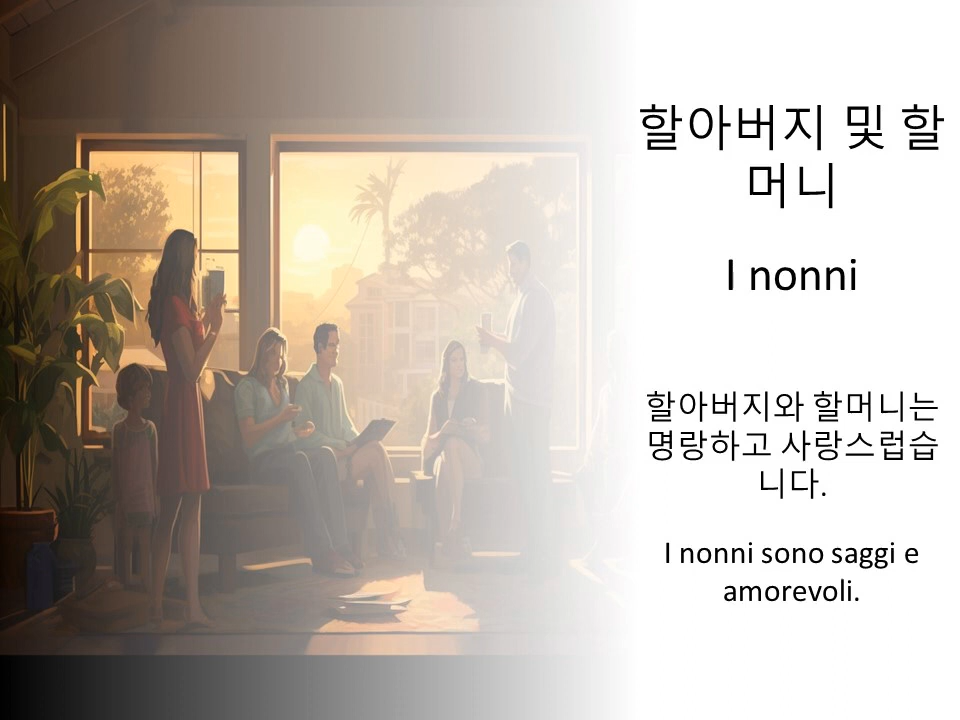 할아버지 및 할
머니
I nonni
할아버지와 할머니는
명랑하고 사랑스럽습
니다.
I nonni sono saggi e
amorevoli.